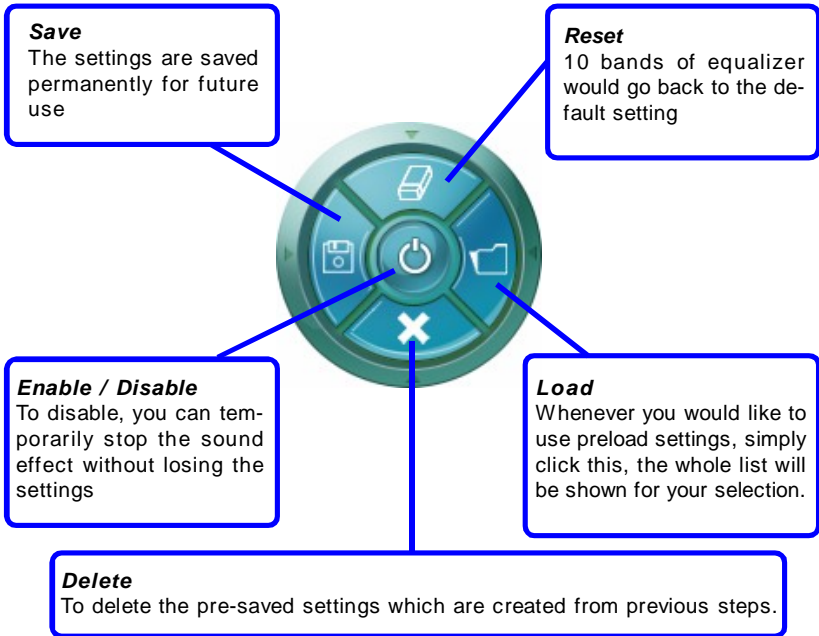 Save
The settings are saved
permanently for future
use
Reset
10 bands of equalizer
would go back to the de-
fault setting
Enable / Disable
To disable, you can tem-
porarily stop the sound
effect without losing the
settings
Load
Whenever you would like to
use preload settings, simply
click this, the whole list will
be shown for your selection.
Delete
To delete the pre-saved settings which are created from previous steps.